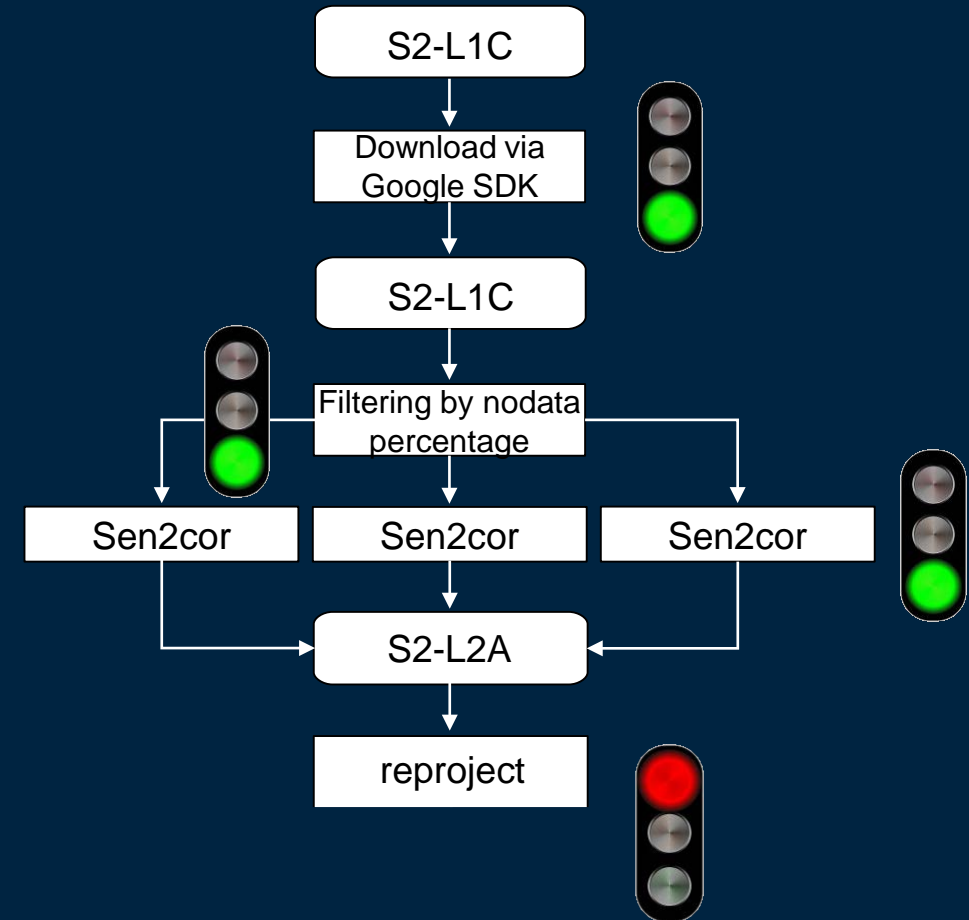 S2-L1C
Download via
Google SDK
S2-L1C
Filtering by nodata
percentage
Sen2cor
Sen2cor
Sen2cor
S2-L2A
reproject